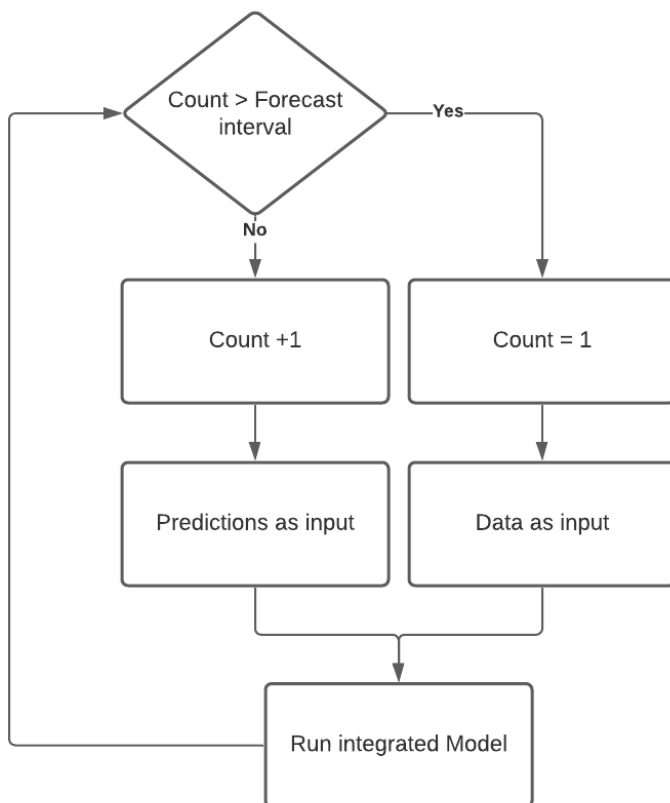 Count > Forecast
interval
Yes
No
Count +1
Count = 1
Predictions as input
Data as input
Run integrated Model